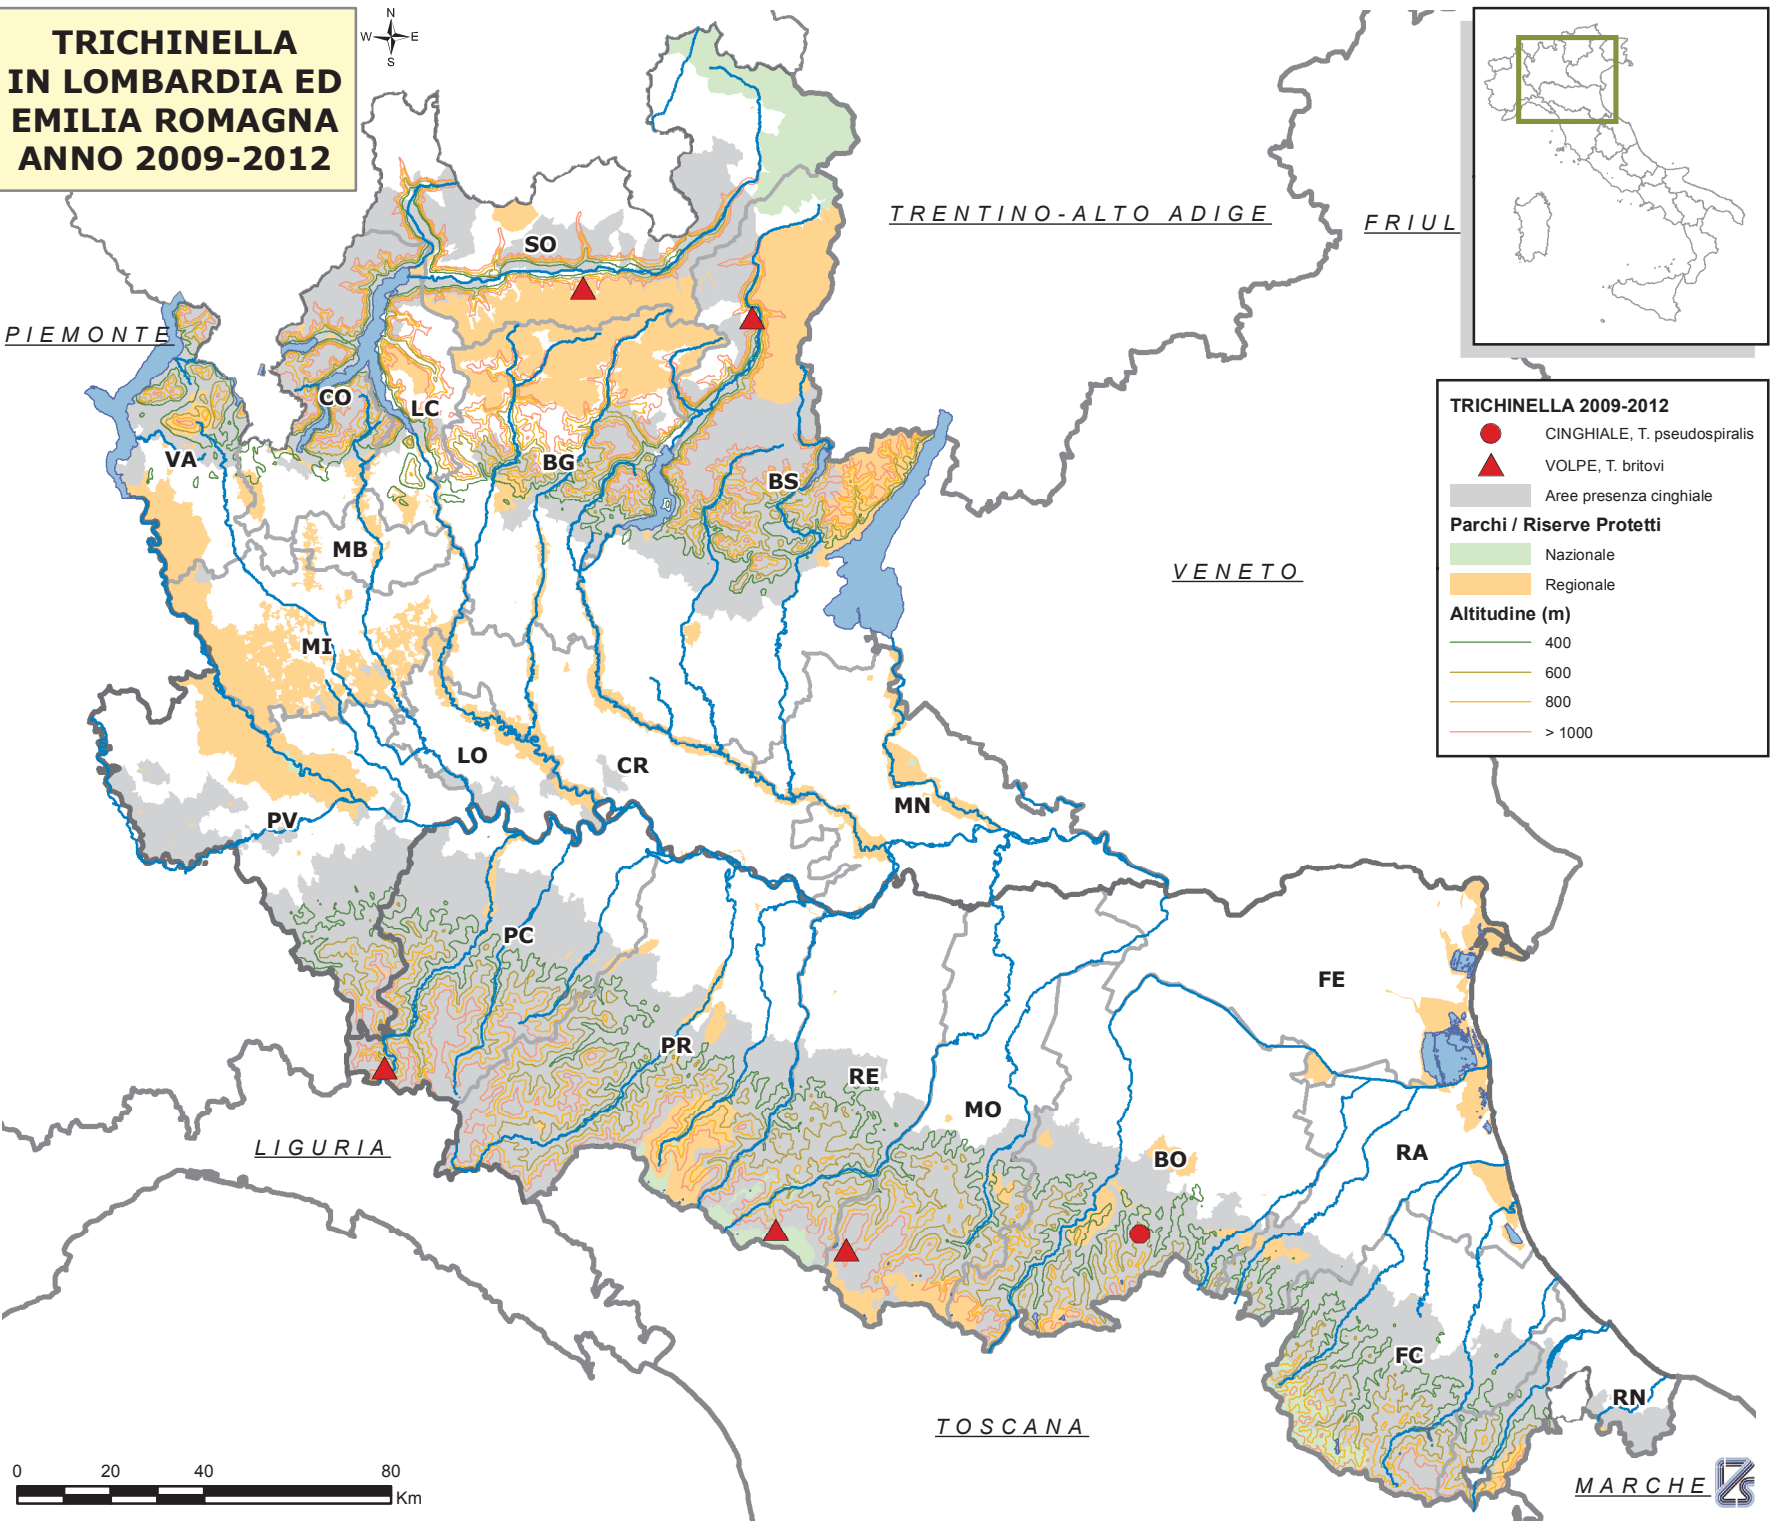 TRICHINELLA
IN LOMBARDIA ED
EMILIA ROMAGNA
ANNO 2009-2012
N
W E
S
TRENTINO-ALTO ADIGE
FRIUL
PIEMONTE
VENETO
LIGURIA
TOSCANA
MARCHE
SO
CO
LC
VA
BG
BS
MB
MI
LO
CR
PV
MN
PC
FE
PR
RE
MO
BO
RA
FC
RN
TRICHINELLA 2009-2012
CINGHIALE, T. pseudospiralis
VOLPE, T. britovi
Aree presenza cinghiale
Parchi / Riserve Protetti
Nazionale
Regionale
Altitudine (m)
400
600
800
> 1000
0 20 40 80
Km
IZS